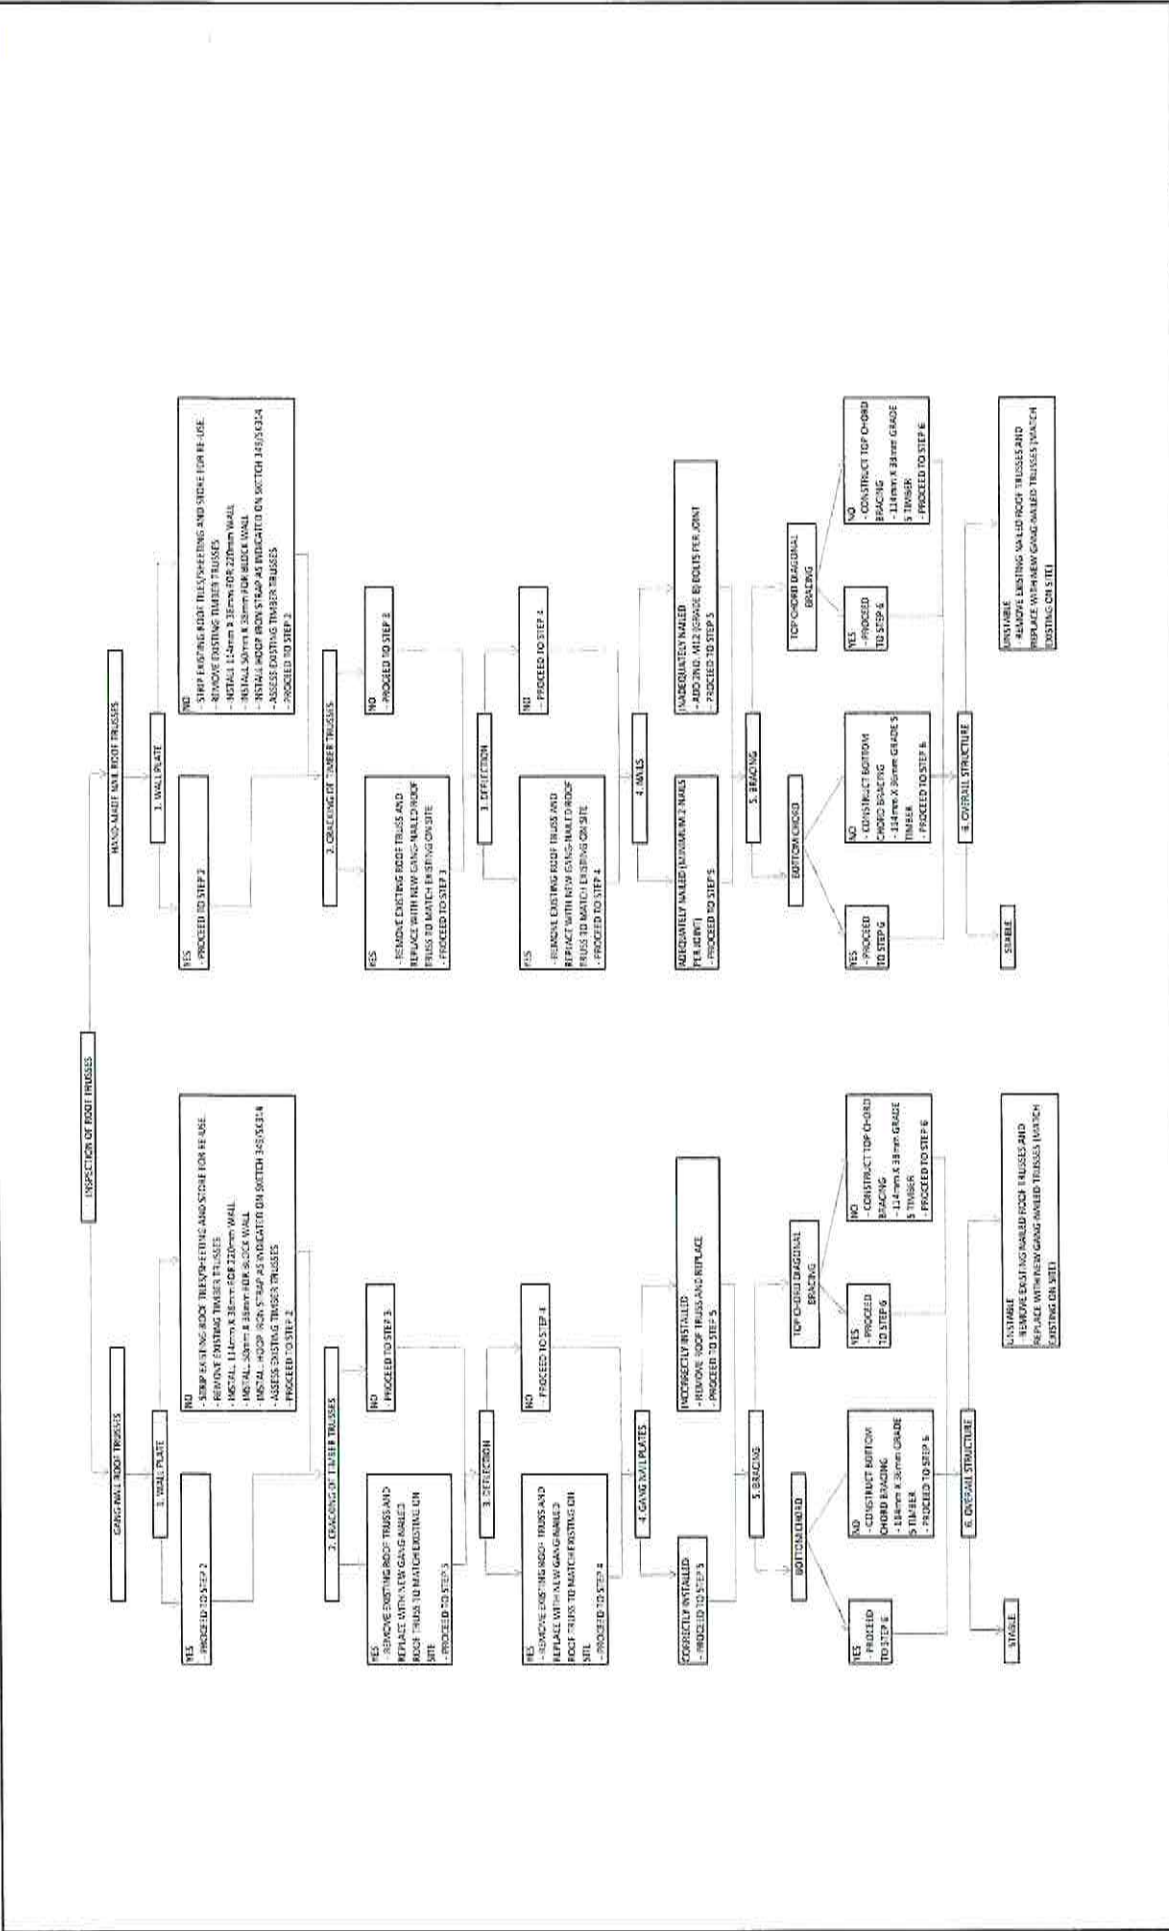 INSPECTION OF ROOF TRUSSES
GANG-NAIL ROOF TRUSSES
1. WALL PLATE
YES
- PROCEED TO STEP 2
NO
- STRIP EXISTING ROOF TILES/SHEETING AND STORE FOR RE-USE
- REMOVE EXISTING TIMBER TRUSSES
- INSTALL 114mm X 38mm FOR 220mm WALL
- INSTALL 50mm X 38mm FOR BLOCK WALL
- INSTALL HOOP IRON STRAP AS INDICATED ON SKETCH
- ASSESS EXISTING TIMBER TRUSSES
- PROCEED TO STEP 2
2. CRACKING OF TIMBER TRUSSES
YES
- REMOVE EXISTING ROOF TRUSS AND
REPLACE WITH NEW GANG-NAILED
ROOF TRUSS TO MATCH EXISTING ON
SITE
- PROCEED TO STEP 3
NO
- PROCEED TO STEP 3
3. DEFLECTION
YES
- REMOVE EXISTING ROOF TRUSS AND
REPLACE WITH NEW GANG-NAILED
ROOF TRUSS TO MATCH EXISTING ON
SITE
- PROCEED TO STEP 4
NO
- PROCEED TO STEP 4
4. GANG NAIL PLATES
CORRECTLY INSTALLED
- PROCEED TO STEP 5
INCORRECTLY INSTALLED
- REMOVE ROOF TRUSS AND REPLACE
- PROCEED TO STEP 5
5. BRACING
BOTTOM CHORD
YES
- PROCEED
TO STEP 6
NO
- CONSTRUCT BOTTOM
CHORD BRACING
- 114mm X 38mm GRADE
5 TIMBER
- PROCEED TO STEP 6
TOP CHORD DIAGONAL
BRACING
YES
- PROCEED
TO STEP 6
NO
- CONSTRUCT TOP CHORD
BRACING
- 114mm X 38mm GRADE
5 TIMBER
- PROCEED TO STEP 6
6. OVERALL STRUCTURE
STABLE
UNSTABLE
- REMOVE EXISTING NAILED ROOF TRUSSES AND
REPLACE WITH NEW GANG-NAILED TRUSSES (MATCH
EXISTING ON SITE)
HAND-MADE NAIL ROOF TRUSSES
1. WALL PLATE
YES
- PROCEED TO STEP 2
NO
- STRIP EXISTING ROOF TILES/SHEETING AND STORE FOR RE-USE
- REMOVE EXISTING TIMBER TRUSSES
- INSTALL 114mm X 38mm FOR 220mm WALL
- INSTALL 50mm X 38mm FOR BLOCK WALL
- INSTALL HOOP IRON STRAP AS INDICATED ON SKETCH
- ASSESS EXISTING TIMBER TRUSSES
- PROCEED TO STEP 2
2. CRACKING OF TIMBER TRUSSES
YES
- REMOVE EXISTING ROOF TRUSS AND
REPLACE WITH NEW GANG-NAILED ROOF
TRUSS TO MATCH EXISTING ON SITE
- PROCEED TO STEP 3
NO
- PROCEED TO STEP 3
3. DEFLECTION
YES
- REMOVE EXISTING ROOF TRUSS AND
REPLACE WITH NEW GANG-NAILED ROOF
TRUSS TO MATCH EXISTING ON SITE
- PROCEED TO STEP 4
NO
- PROCEED TO STEP 4
4. NAILS
ADEQUATELY NAILED (MINIMUM 2 NAILS
PER JOINT)
- PROCEED TO STEP 5
INADEQUATELY NAILED
- ADD 2NO. M12 (GRADE 8) BOLTS PER JOINT
- PROCEED TO STEP 5
5. BRACING
BOTTOM CHORD
YES
- PROCEED
TO STEP 6
NO
- CONSTRUCT BOTTOM
CHORD BRACING
- 114mm X 38mm GRADE 5
TIMBER
- PROCEED TO STEP 6
TOP CHORD DIAGONAL
BRACING
YES
- PROCEED
TO STEP 6
NO
- CONSTRUCT TOP CHORD
BRACING
- 114mm X 38mm GRADE
5 TIMBER
- PROCEED TO STEP 6
6. OVERALL STRUCTURE
STABLE
UNSTABLE
- REMOVE EXISTING NAILED ROOF TRUSSES AND
REPLACE WITH NEW GANG-NAILED TRUSSES (MATCH
EXISTING ON SITE)